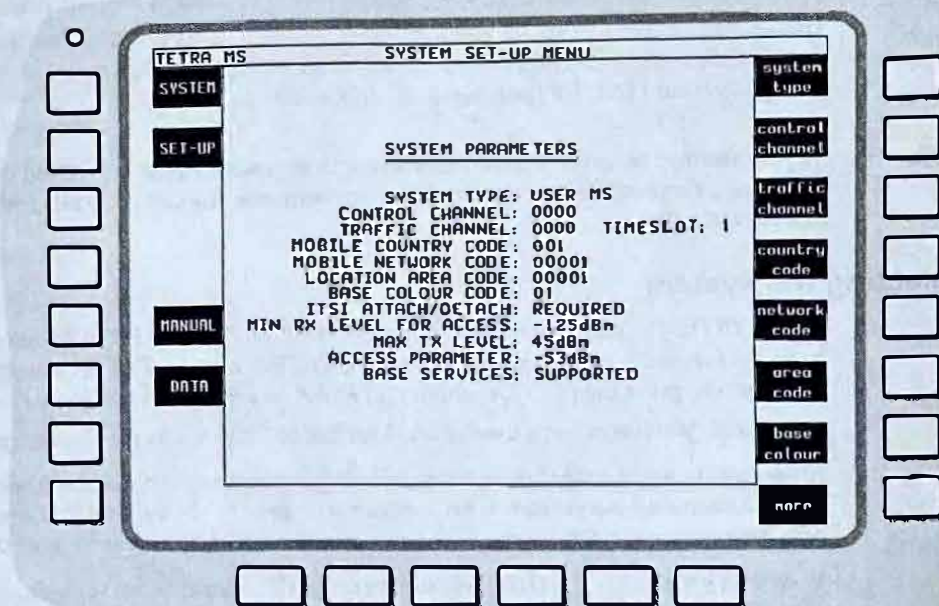 TETRA MS SYSTEM SET-UP MENU
SYSTEM
SET-UP
MANUAL
DATA
SYSTEM PARAMETERS
SYSTEM TYPE: USER MS
CONTROL CHANNEL: 0000
TRAFFIC CHANNEL: 0000 TIMESLOT: 1
MOBILE COUNTRY CODE: 001
MOBILE NETWORK CODE: 00001
LOCATION AREA CODE: 00001
BASE COLOUR CODE: 01
ITSI ATTACH/DETACH: REQUIRED
MIN RX LEVEL FOR ACCESS: -125dBm
MAX TX LEVEL: 45dBm
ACCESS PARAMETER: -53dBm
BASE SERVICES: SUPPORTED
system
type
control
channel
traffic
channel
country
code
network
code
area
code
base
colour
more